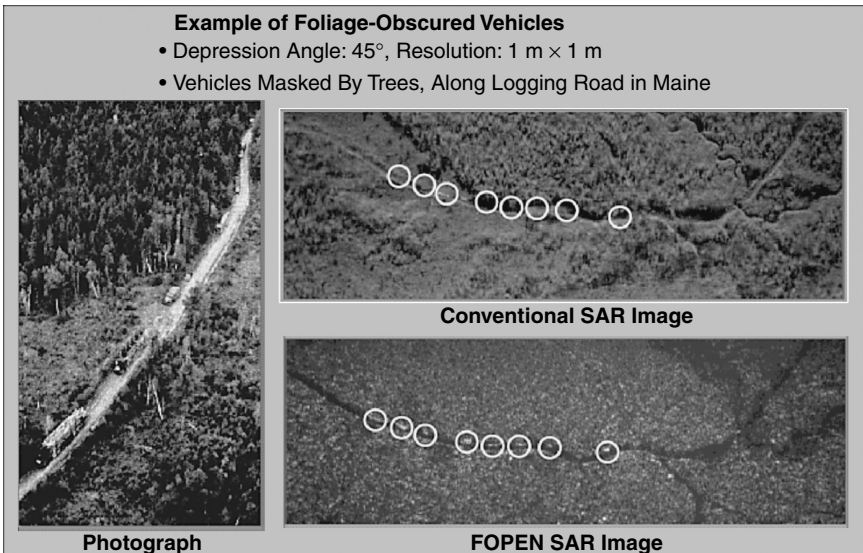 Example of Foliage-Obscured Vehicles
• Depression Angle: 45°, Resolution: 1 m × 1 m
• Vehicles Masked By Trees, Along Logging Road in Maine
Conventional SAR Image
Photograph
FOPEN SAR Image